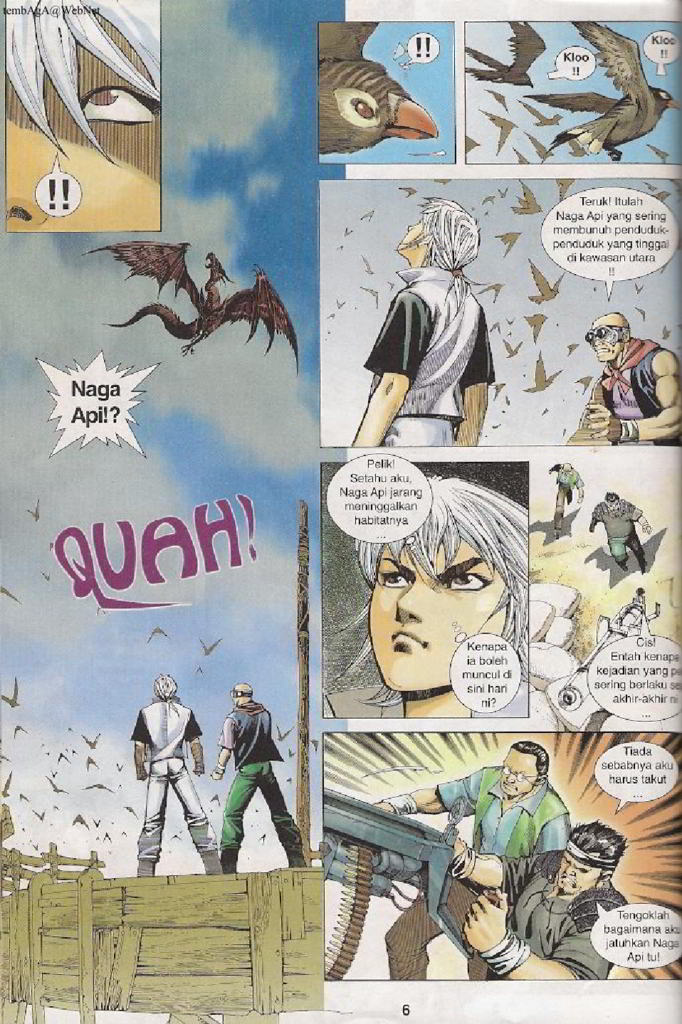 tembAgA@WebNet
!!
Naga
Api!?
QUAH!
!!
Kloo
!!
Kloo
!!
Teruk! Itulah
Naga Api yang sering
membunuh penduduk-
penduduk yang tinggal
di kawasan utara
!!
Pelik!
Setahu aku,
Naga Api jarang
meninggalkan
habitatnya
...
Kenapa
ia boleh
muncul di
sini hari
ni?
Cis!
Entah kenapa
kejadian yang
sering berlaku
akhir-akhir ni
...
Tiada
sebabnya aku
harus takut
...
Tengoklah
bagaimana aku
jatuhkan Naga
Api tu!
6